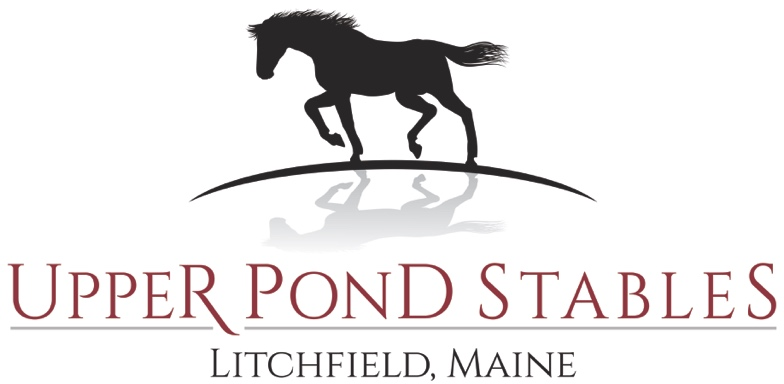 Upper Pond Stables
Litchfield, Maine